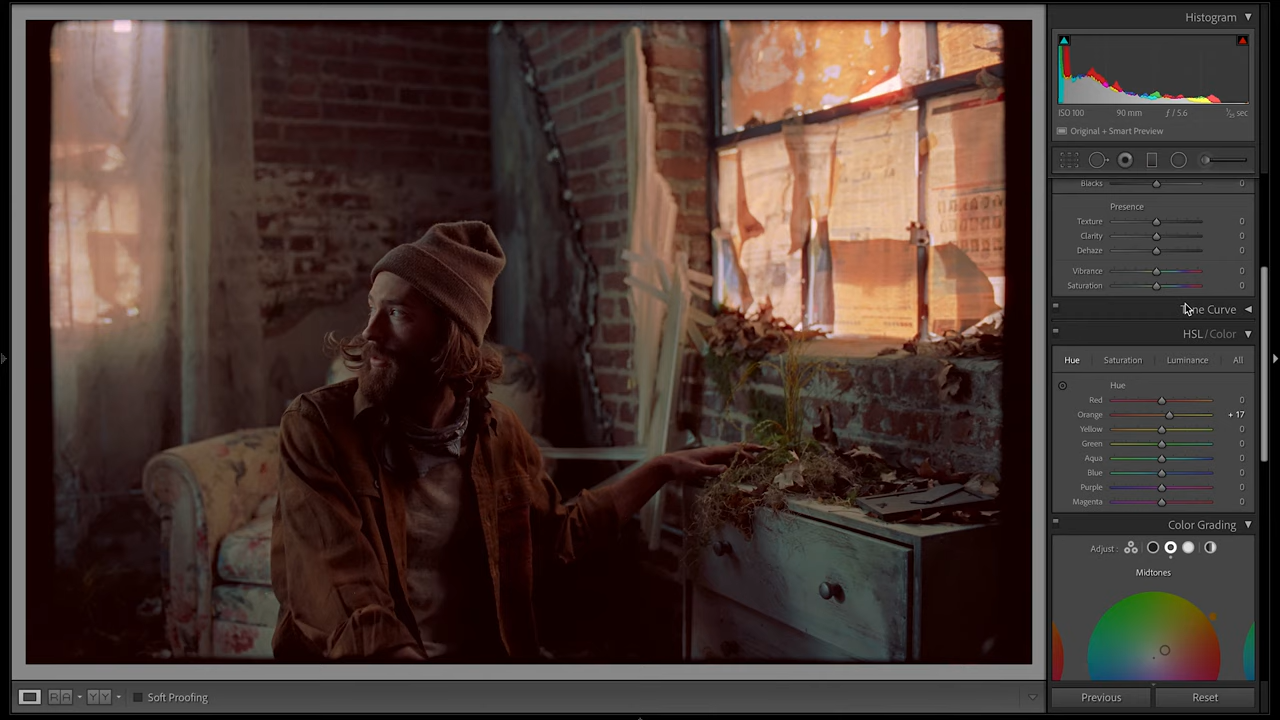 Histogram
ISO 100 90 mm ƒ / 5.6 sec
Original + Smart Preview
Blacks 0
Presence
Texture 0
Clarity 0
Dehaze 0
Vibrance 0
Saturation 0
ne Curve
HSL / Color
Hue Saturation Luminance All
Hue
Red 0
Orange + 17
Yellow 0
Green 0
Aqua 0
Blue 0
Purple 0
Magenta 0
Color Grading
Adjust :
Midtones
Soft Proofing
Previous Reset